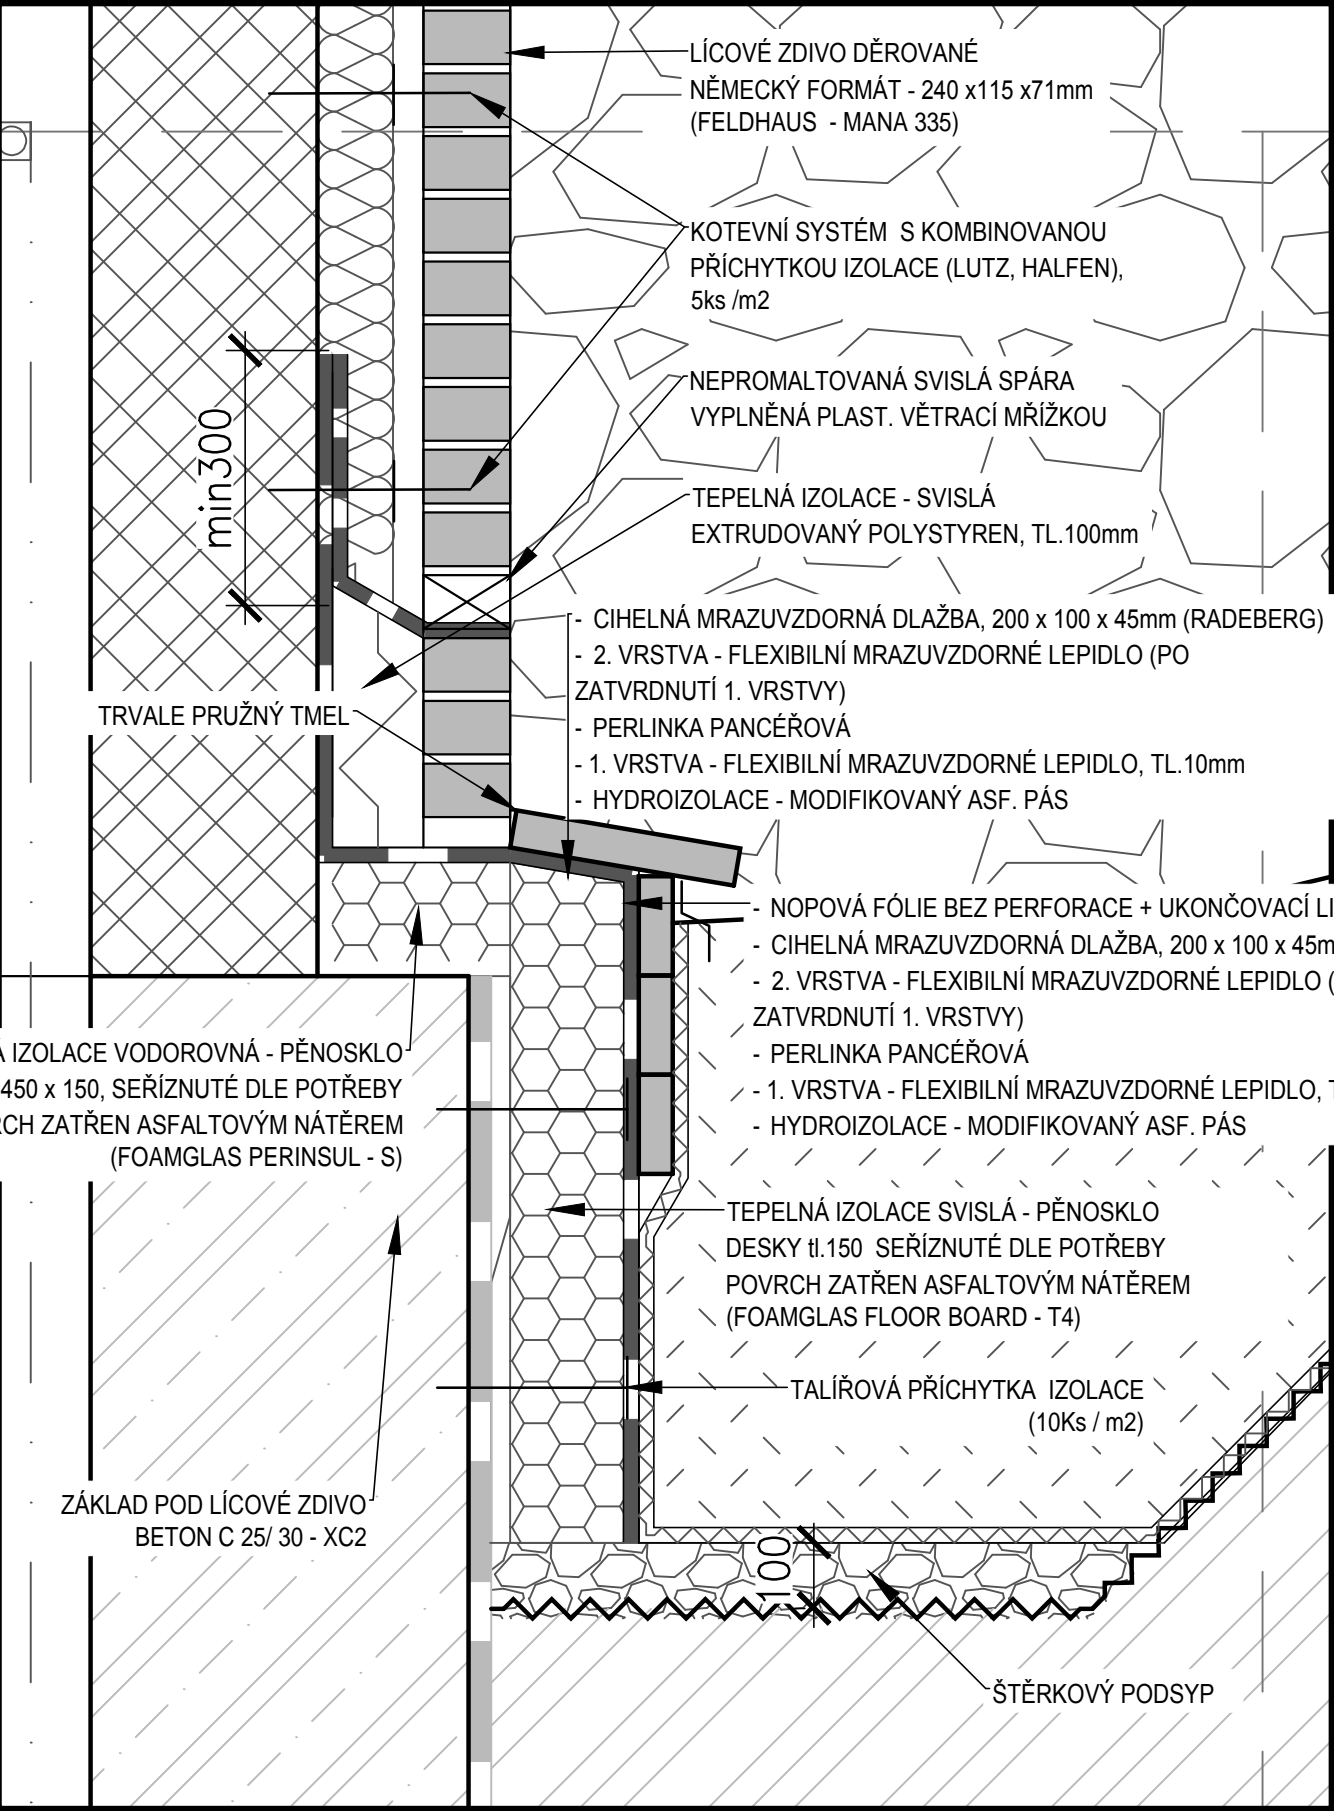 LÍCOVÉ ZDIVO DĚROVANÉ
NĚMECKÝ FORMÁT - 240 x115 x71mm
(FELDHAUS - MANA 335)
KOTEVNÍ SYSTÉM S KOMBINOVANOU
PŘÍCHYTKOU IZOLACE (LUTZ, HALFEN),
5ks /m2
NEPROMALTOVANÁ SVISLÁ SPÁRA
VYPLNĚNÁ PLAST. VĚTRACÍ MŘÍŽKOU
min300
TEPELNÁ IZOLACE - SVISLÁ
EXTRUDOVANÝ POLYSTYREN, TL.100mm
- CIHELNÁ MRAZUVZDORNÁ DLAŽBA, 200 x 100 x 45mm (RADEBERG)
- 2. VRSTVA - FLEXIBILNÍ MRAZUVZDORNÉ LEPIDLO (PO
ZATVRDNUTÍ 1. VRSTVY)
- PERLINKA PANCÉŘOVÁ
- 1. VRSTVA - FLEXIBILNÍ MRAZUVZDORNÉ LEPIDLO, TL.10mm
- HYDROIZOLACE - MODIFIKOVANÝ ASF. PÁS
TRVALE PRUŽNÝ TMEL
- NOPOVÁ FÓLIE BEZ PERFORACE + UKONČOVACÍ LI
- CIHELNÁ MRAZUVZDORNÁ DLAŽBA, 200 x 100 x 45m
- 2. VRSTVA - FLEXIBILNÍ MRAZUVZDORNÉ LEPIDLO (
ZATVRDNUTÍ 1. VRSTVY)
- PERLINKA PANCÉŘOVÁ
- 1. VRSTVA - FLEXIBILNÍ MRAZUVZDORNÉ LEPIDLO, T
- HYDROIZOLACE - MODIFIKOVANÝ ASF. PÁS
Á IZOLACE VODOROVNÁ - PĚNOSKLO
450 x 150, SEŘÍZNUTÉ DLE POTŘEBY
RCH ZATŘEN ASFALTOVÝM NÁTĚREM
(FOAMGLAS PERINSUL - S)
TEPELNÁ IZOLACE SVISLÁ - PĚNOSKLO
DESKY tl.150 SEŘÍZNUTÉ DLE POTŘEBY
POVRCH ZATŘEN ASFALTOVÝM NÁTĚREM
(FOAMGLAS FLOOR BOARD - T4)
TALÍŘOVÁ PŘÍCHYTKA IZOLACE
(10Ks / m2)
ZÁKLAD POD LÍCOVÉ ZDIVO
BETON C 25/ 30 - XC2
100
ŠTĚRKOVÝ PODSYP